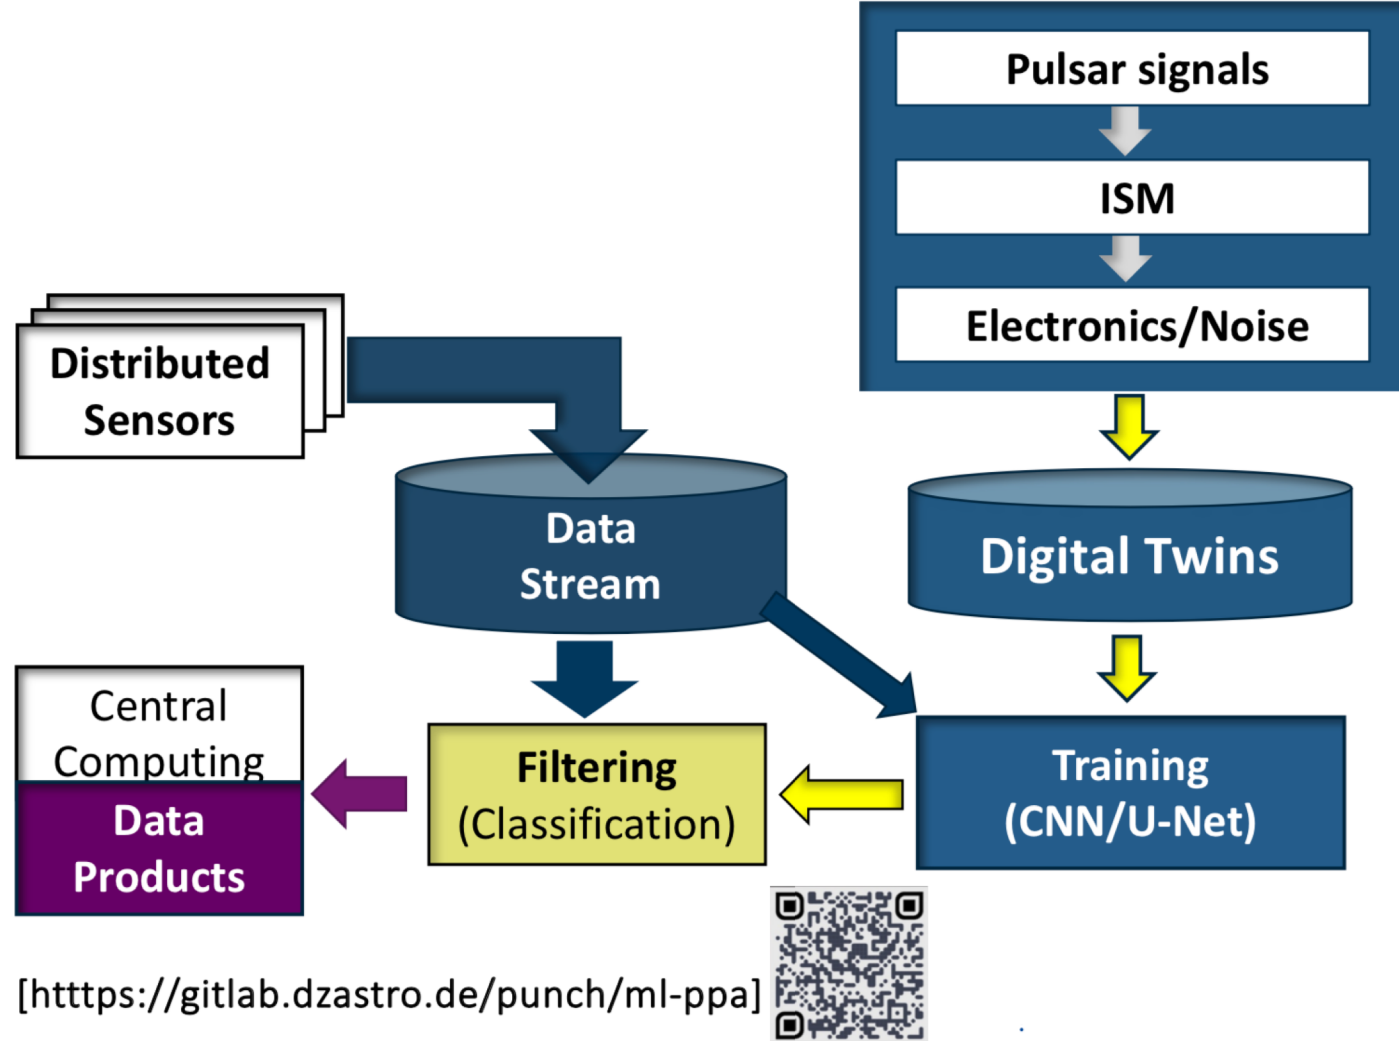 Pulsar signals
ISM
Electronics/Noise
Distributed
Sensors
Data
Stream
Digital Twins
Central
Computing
Data
Products
Filtering
(Classification)
Training
(CNN/U-Net)
[htttps://gitlab.dzastro.de/punch/ml-ppa]